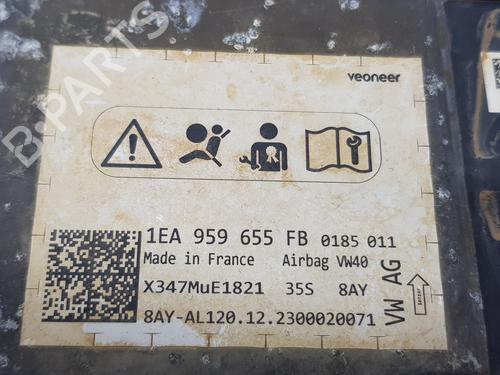 veoneer
1EA 959 655 FB 0185 011
Made in France Airbag VW40
X347MuE1821 35S 8AY
8AY-AL120.12.2300020071
VW AG
B-PARTS